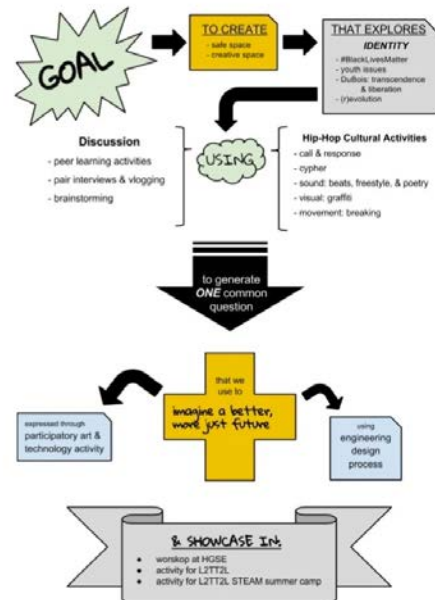 GOAL
TO CREATE
- safe space
- creative space
THAT EXPLORES
IDENTITY
- #BlackLivesMatter
- youth issues
- DuBois: transcendence
& liberation
- (r)evolution
Discussion
- peer learning activities
- pair interviews & vlogging
- brainstorming
USING
Hip-Hop Cultural Activities
- call & response
- cypher
- sound: beats, freestyle, & poetry
- visual: graffiti
- movement: breaking
to generate
ONE common
question
that we
use to
imagine a better,
more just future
expressed through
participatory art &
technology activity
using
engineering
design
process
& SHOWCASE IN:
• worskop at HGSE
• activity for L2TT2L
• activity for L2TT2L STEAM summer camp